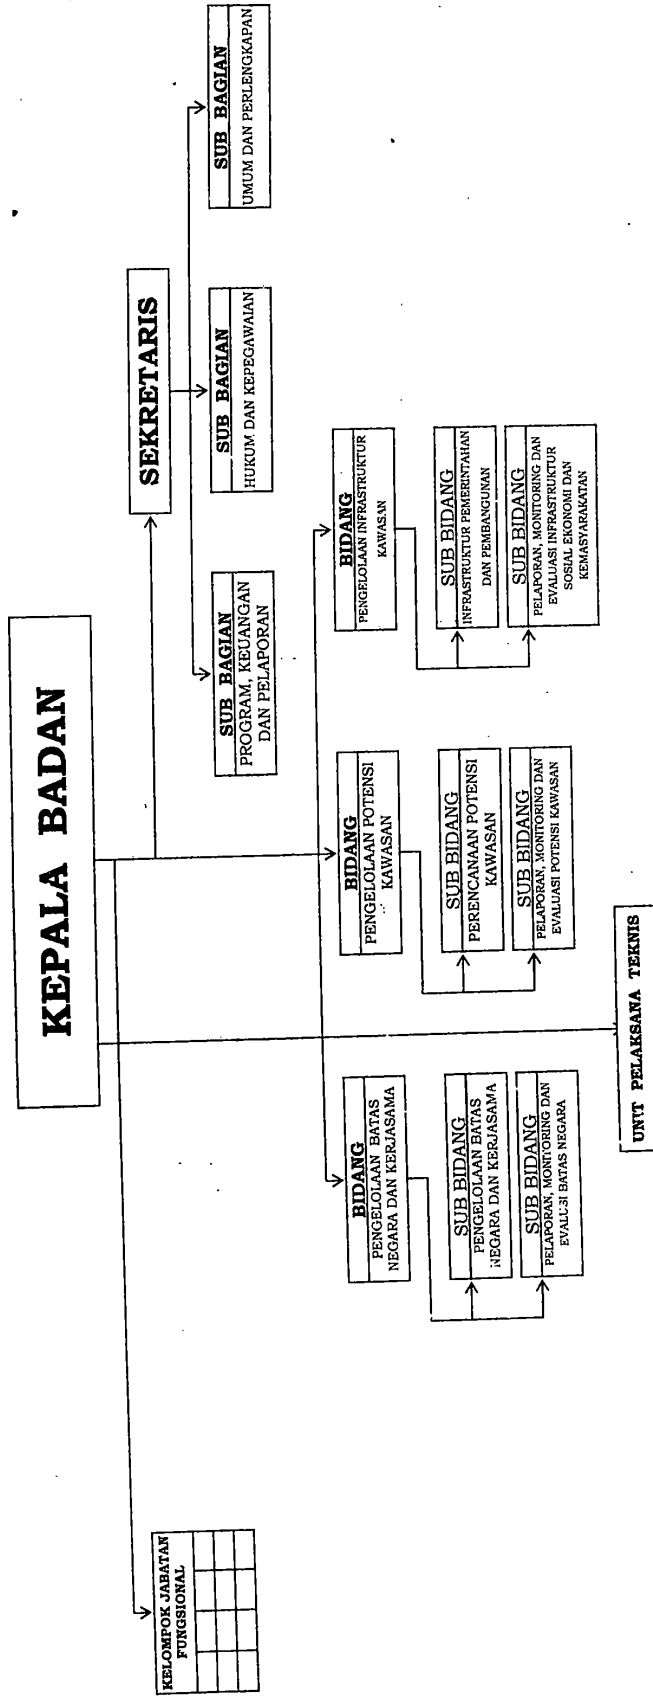 KEPALA BADAN
SEKRETARIS
KELOMPOK JABATAN
FUNGSIONAL
SUB BAGIAN
PROGRAM, KEUANGAN
DAN PELAPORAN
SUB BAGIAN
HUKUM DAN KEPEGAWAIAN
SUB BAGIAN
UMUM DAN PERLENGKAPAN
BIDANG
PENGELOLAAN BATAS
NEGARA DAN KERJASAMA
BIDANG
PENGELOLAAN POTENSI
KAWASAN
BIDANG
PENGELOLAAN INFRASTRUKTUR
KAWASAN
SUB BIDANG
PENGELOLAAN BATAS
NEGARA DAN KERJASAMA
SUB BIDANG
PELAPORAN, MONITORING DAN
EVALUASI BATAS NEGARA
SUB BIDANG
PERENCANAAN POTENSI
KAWASAN
SUB BIDANG
PELAPORAN, MONITORING DAN
EVALUASI POTENSI KAWASAN
SUB BIDANG
INFRASTRUKTUR PEMERINTAHAN
DAN PEMBANGUNAN
SUB BIDANG
PELAPORAN, MONITORING DAN
EVALUASI INFRASTRUKTUR
SOSIAL EKONOMI DAN
KEMASYARAKATAN
UNIT PELAKSANA TEKNIS